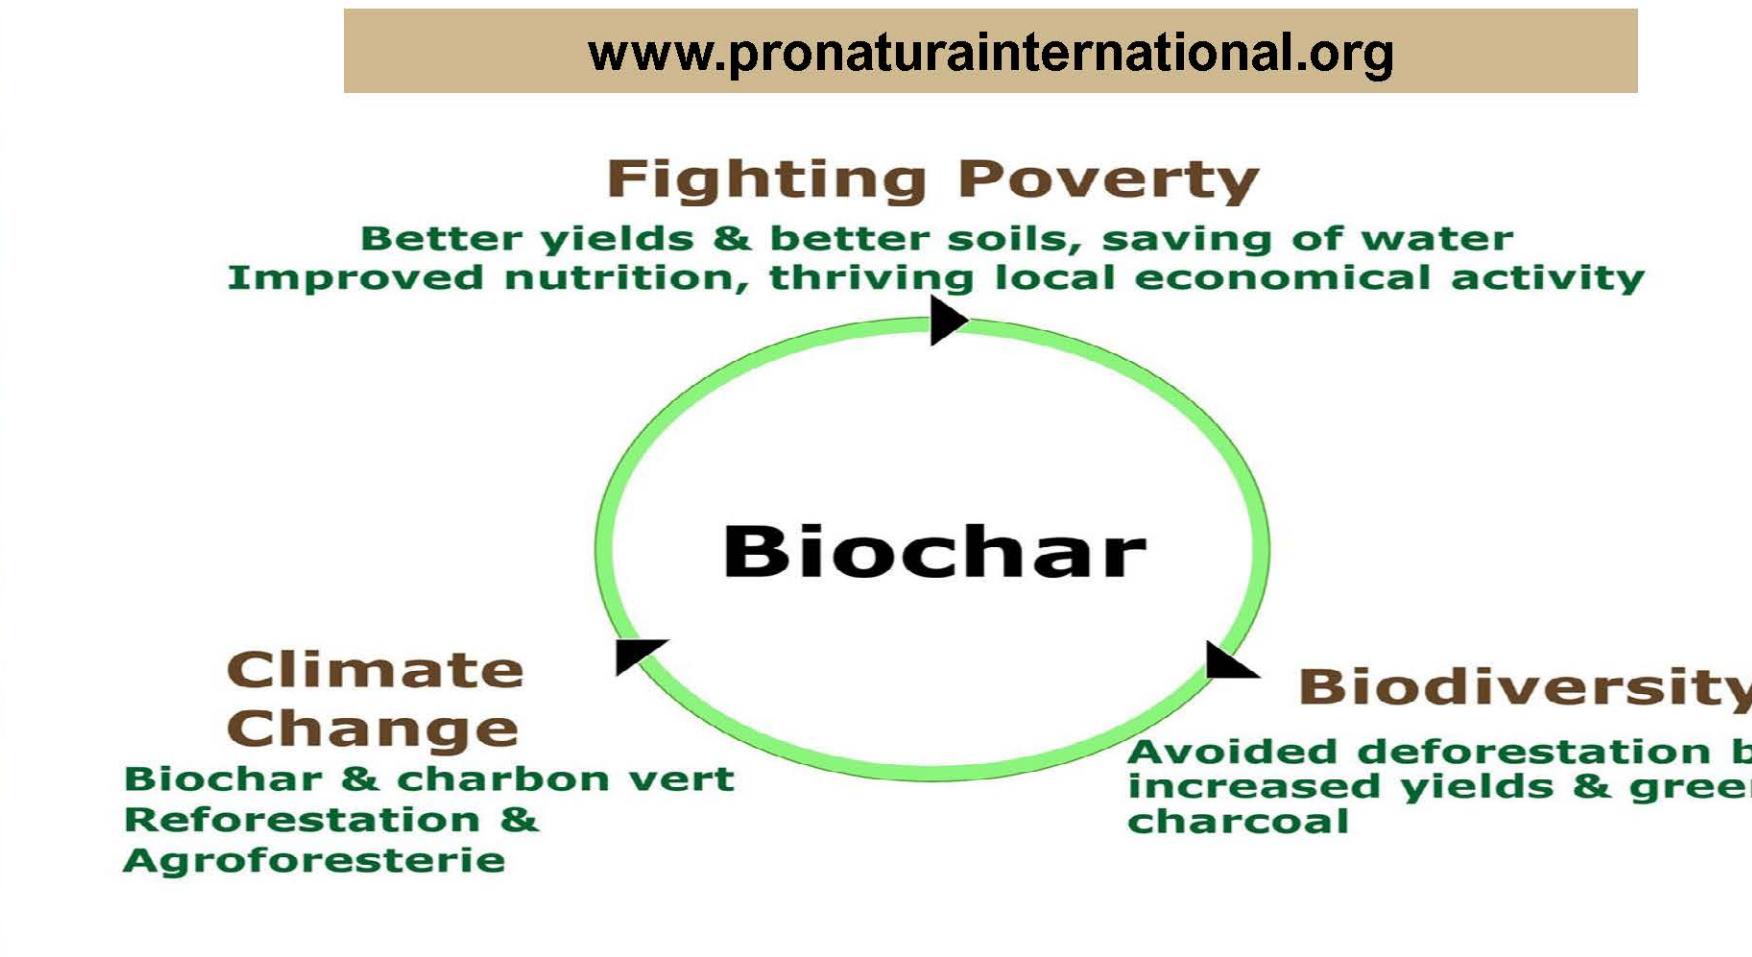 www.pronaturainternational.org
Fighting Poverty
Better yields & better soils, saving of water
Improved nutrition, thriving local economical activity
Biochar
Climate
Change
Biochar & charbon vert
Reforestation &
Agroforesterie
Biodiversity
Avoided deforestation
increased yields &
charcoal